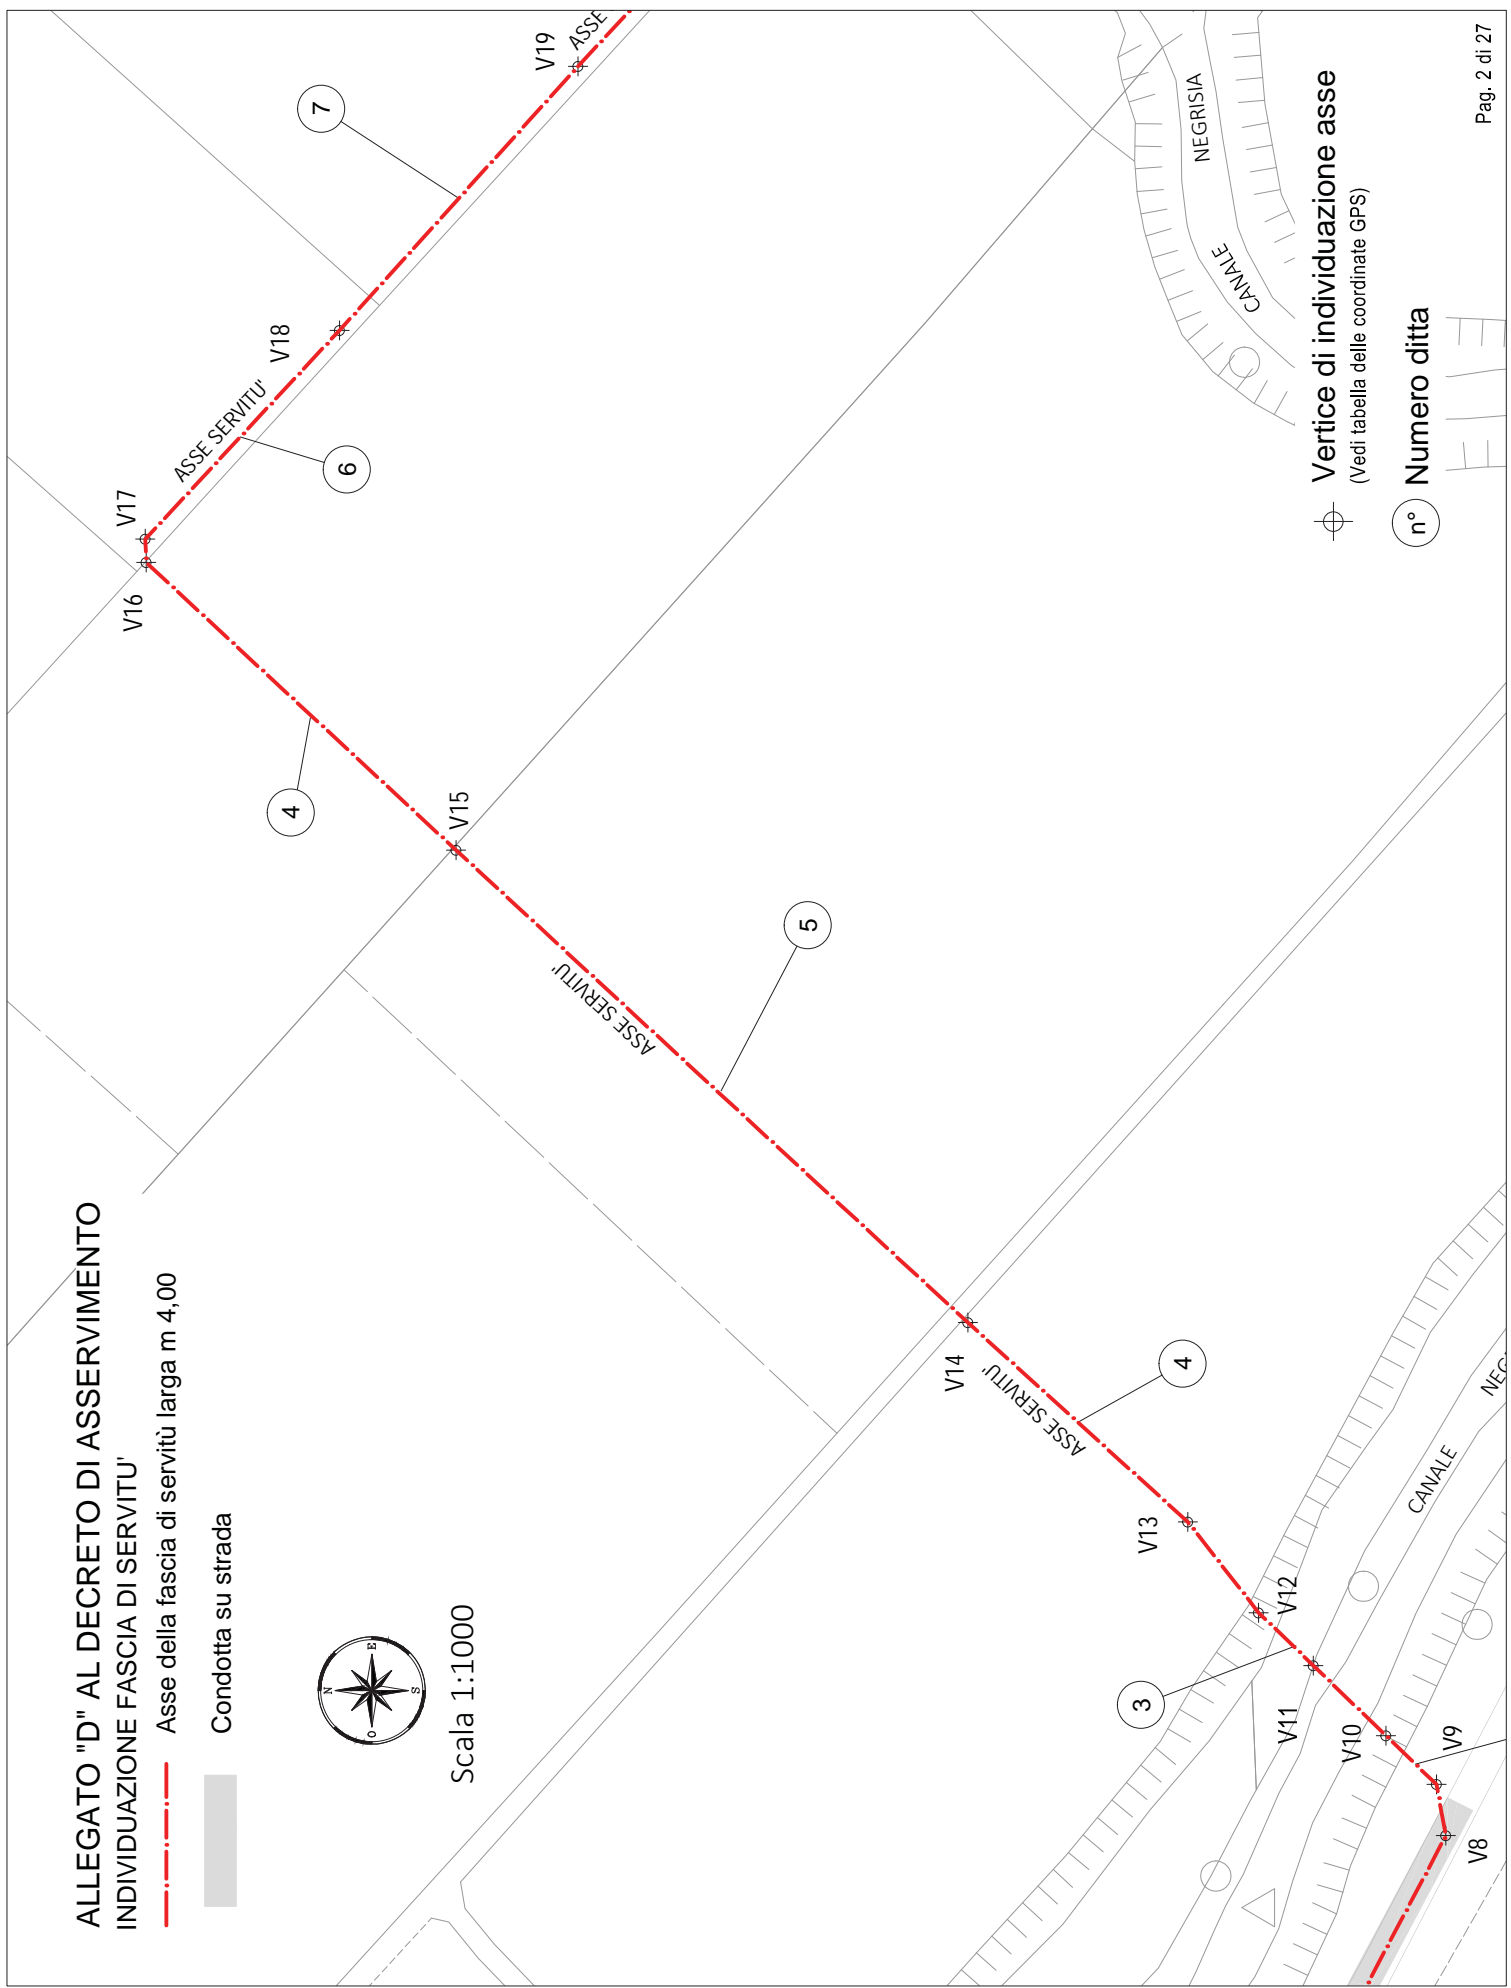 ALLEGATO "D" AL DECRETO DI ASSERVIMENTO
INDIVIDUAZIONE FASCIA DI SERVITU'
Asse della fascia di servitù larga m 4,00
Condotta su strada
N
O
E
S
Scala 1:1000
V8
V9
V10
V11
3
V12
V13
4
ASSE SERVITU'
V14
5
ASSE SERVITU'
V15
4
V16
V17
6
ASSE SERVITU'
V18
7
V19
ASSE
CANALE
NEG
CANALE
NEGRISIA
Vertice di individuazione asse
(Vedi tabella delle coordinate GPS)
n° Numero ditta
Pag. 2 di 27